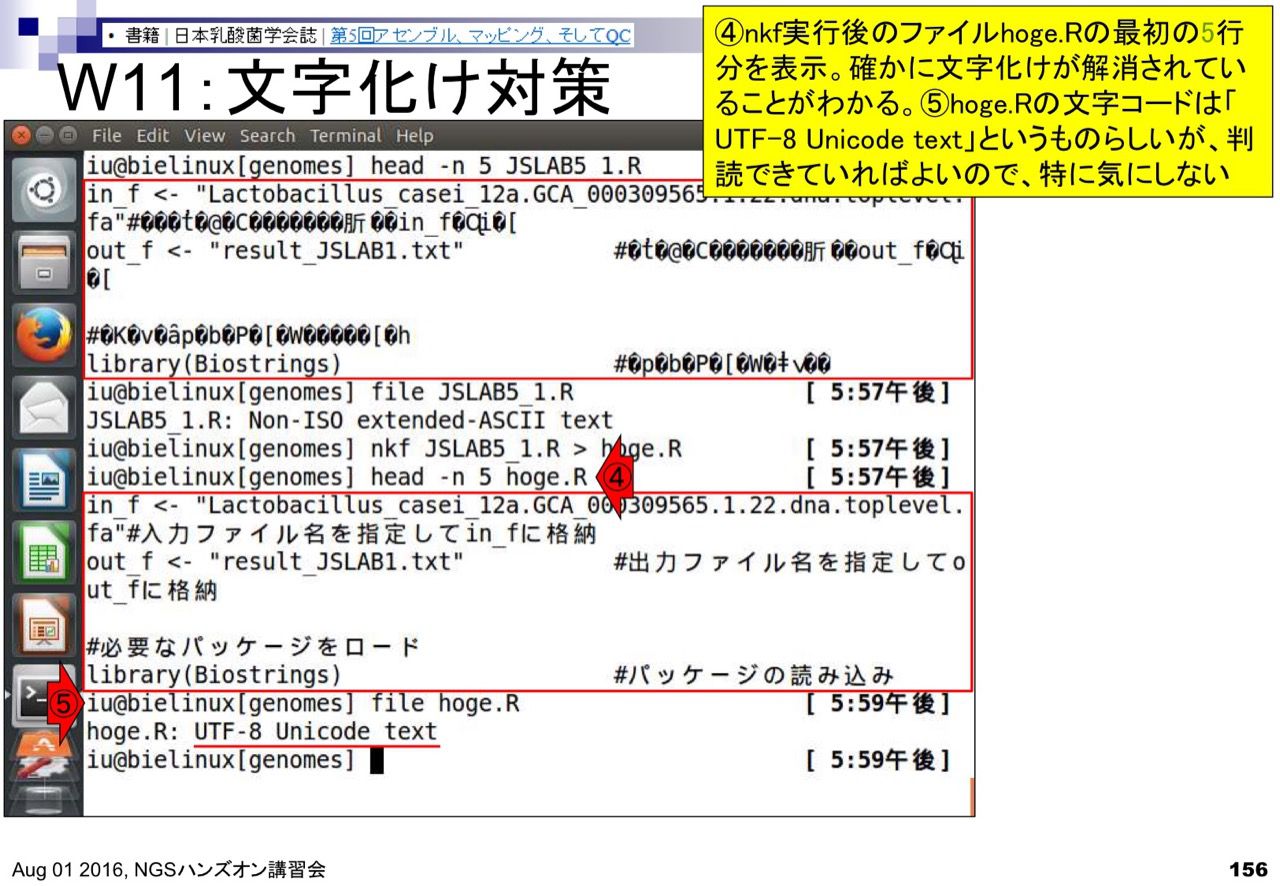 • 書籍 | 日本乳酸菌学会誌 | 第5回アセンブル、マッピング、そしてQC
W11:文字化け対策
④nkf実行後のファイルhoge.Rの最初の5行
分を表示。確かに文字化けが解消されてい
ることがわかる。⑤hoge.Rの文字コードは「
UTF-8 Unicode text」というものらしいが、判
読できていればよいので、特に気にしない
File Edit View Search Terminal Help
iu@bielinux[genomes] head -n 5 JSLAB5_1.R
in_f <- "Lactobacillus_casei_12a.GCA_000309565.1.22.dna.toplevel.
fa"#���ť�@�C�������肵��in_f�Ɋi�[
out_f <- "result_JSLAB1.txt" #�ť�@�C�������肵��out_f�Ɋi
�[
#�K�v�âp�b�P�[�W�����[�h
library(Biostrings) #�p�b�P�[�W�ǂ��
iu@bielinux[genomes] file JSLAB5_1.R [ 5:57午後]
JSLAB5_1.R: Non-ISO extended-ASCII text
iu@bielinux[genomes] nkf JSLAB5_1.R > hoge.R [ 5:57午後]
iu@bielinux[genomes] head -n 5 hoge.R ④ [ 5:57午後]
in_f <- "Lactobacillus_casei_12a.GCA_000309565.1.22.dna.toplevel.
fa"#入力ファイル名を指定してin_fに格納
out_f <- "result_JSLAB1.txt" #出力ファイル名を指定してo
ut_fに格納
#必要なパッケージをロード
library(Biostrings) #パッケージの読み込み
⑤ iu@bielinux[genomes] file hoge.R [ 5:59午後]
hoge.R: UTF-8 Unicode text
iu@bielinux[genomes] [ 5:59午後]
Aug 01 2016, NGSハンズオン講習会
156